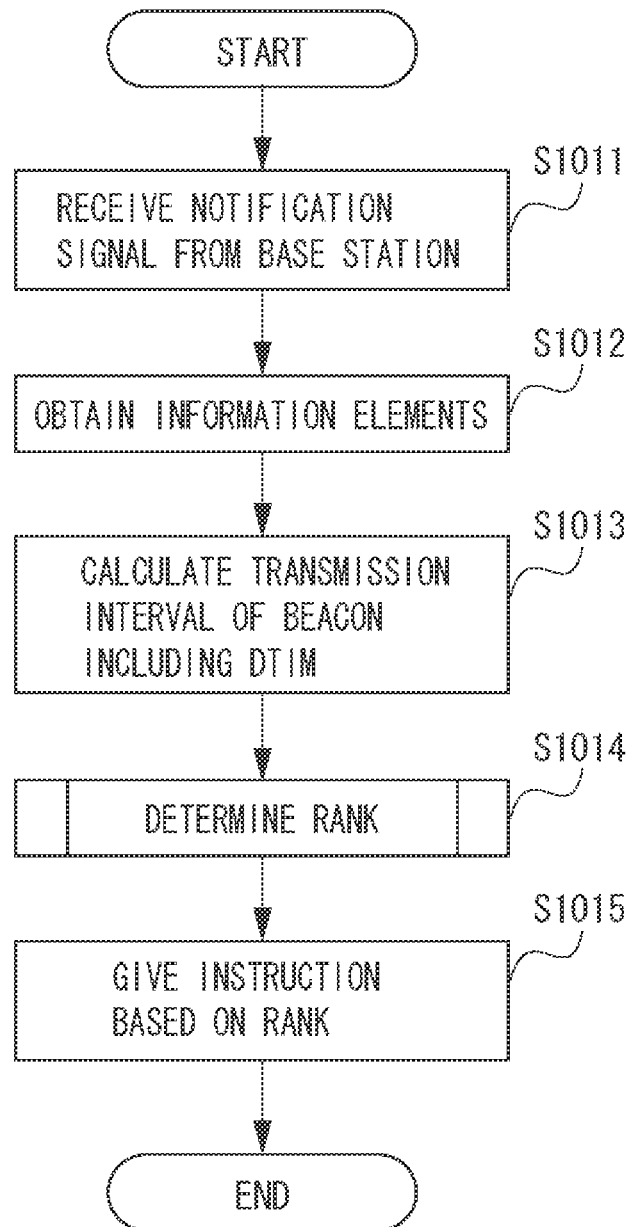 START
S1011
RECEIVE NOTIFICATION
SIGNAL FROM BASE STATION
S1012
OBTAIN INFORMATION ELEMENTS
S1013
CALCULATE TRANSMISSION
INTERVAL OF BEACON
INCLUDING DTIM
S1014
DETERMINE RANK
S1015
GIVE INSTRUCTION
BASED ON RANK
END